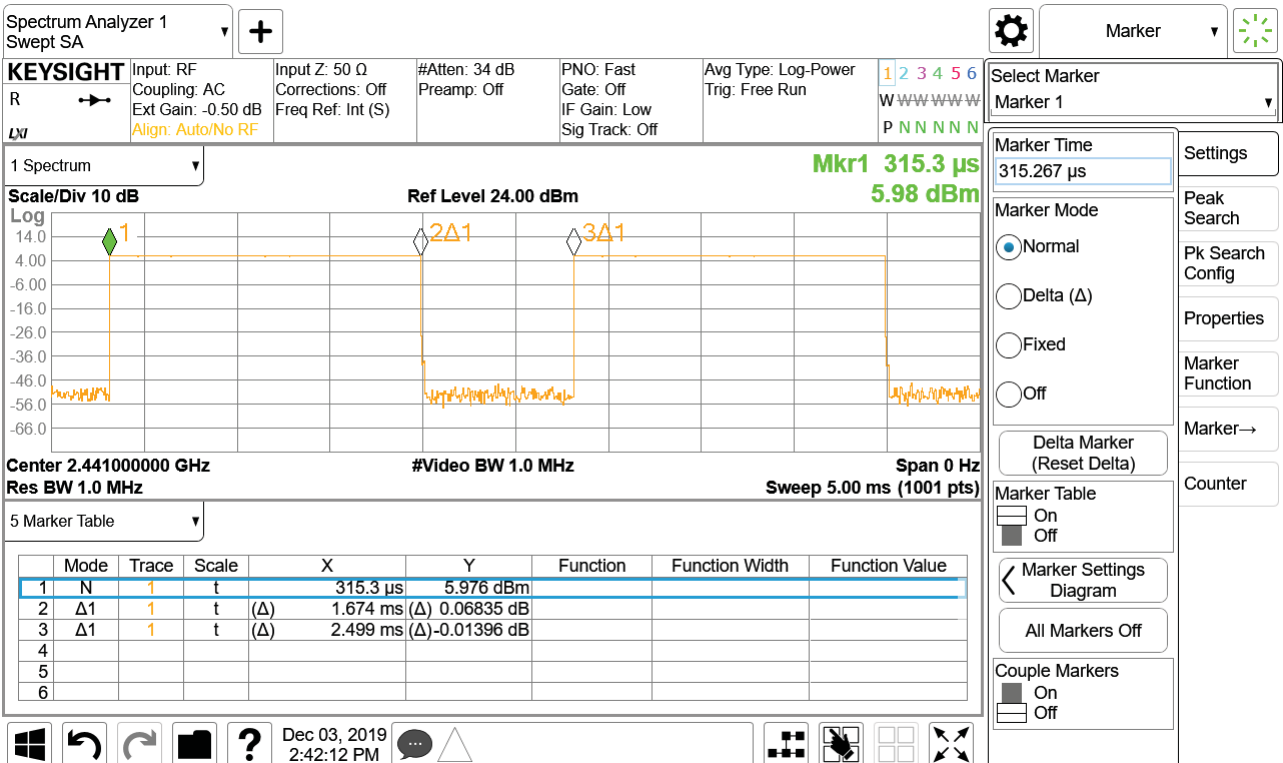 Spectrum Analyzer 1
Swept SA
Marker
KEYSIGHT
R
LXI
Input: RF
Coupling: AC
Ext Gain: -0.50 dB
Align: Auto/No RF
Input Z: 50 Ω
Corrections: Off
Freq Ref: Int (S)
#Atten: 34 dB
Preamp: Off
PNO: Fast
Gate: Off
IF Gain: Low
Sig Track: Off
Avg Type: Log-Power
Trig: Free Run
1 2 3 4 5 6
W W W W W W
P N N N N N
Select Marker
Marker 1
1 Spectrum
Mkr1 315.3 µs
5.98 dBm
Scale/Div 10 dB
Ref Level 24.00 dBm
Log
14.0
4.00
-6.00
-16.0
-26.0
-36.0
-46.0
-56.0
-66.0
1
2Δ1
3Δ1
Center 2.441000000 GHz
#Video BW 1.0 MHz
Span 0 Hz
Res BW 1.0 MHz
Sweep 5.00 ms (1001 pts)
5 Marker Table
Mode Trace Scale X Y Function Function Width Function Value
1 N 1 t 315.3 µs 5.976 dBm
2 Δ1 1 t (Δ) 1.674 ms (Δ) 0.06835 dB
3 Δ1 1 t (Δ) 2.499 ms (Δ) -0.01396 dB
4
5
6
Marker Time
315.267 µs
Marker Mode
Normal
Delta (Δ)
Fixed
Off
Delta Marker
(Reset Delta)
Marker Table
On
Off
Marker Settings
Diagram
All Markers Off
Couple Markers
On
Off
Settings
Peak
Search
Pk Search
Config
Properties
Marker
Function
Marker→
Counter
?
Dec 03, 2019
2:42:12 PM